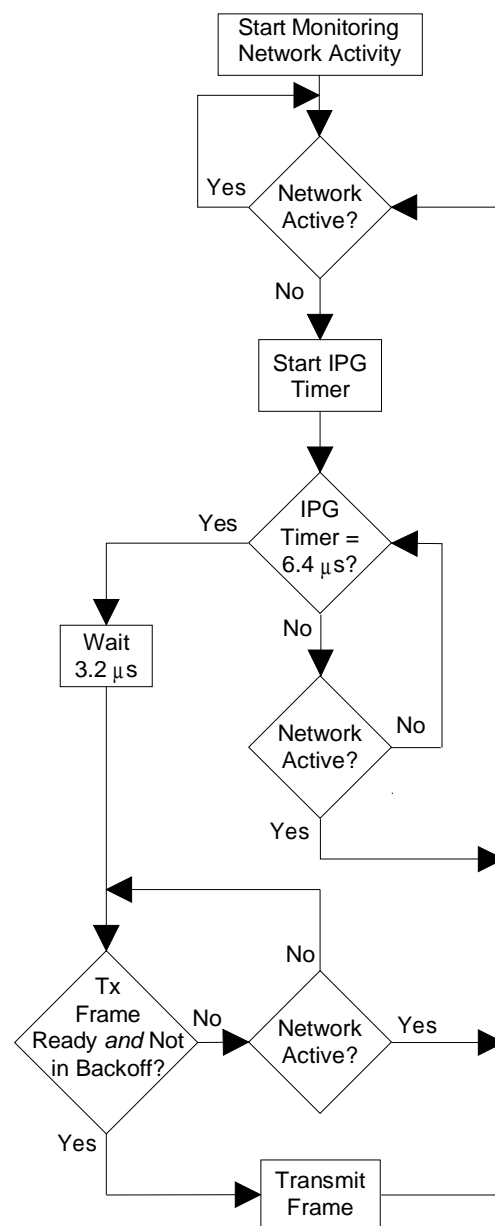 Start Monitoring
Network Activity
Yes
Network
Active?
No
Start IPG
Timer
Yes
IPG
Timer =
6.4 μs?
Wait
3.2 μs
No
Network
Active?
No
Yes
No
Tx
Frame
Ready and Not
in Backoff?
No
Network
Active?
Yes
Yes
Transmit
Frame